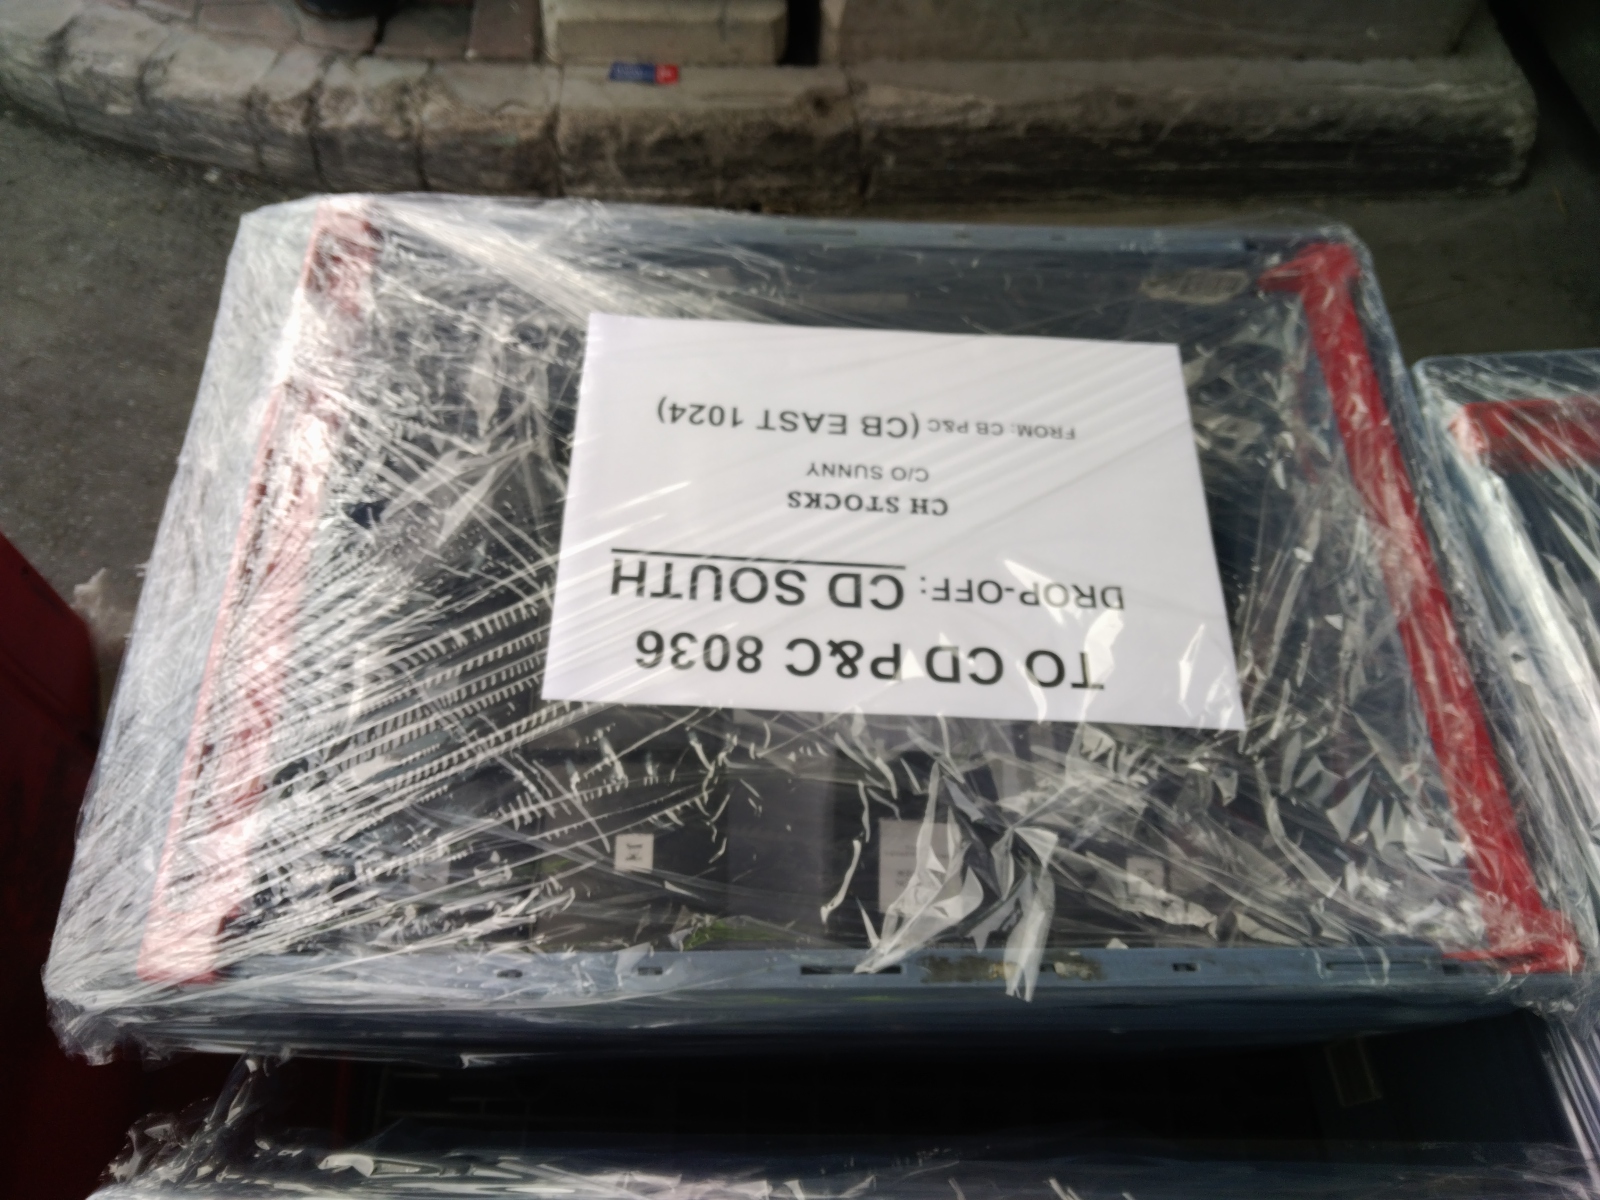 TO CD P&C 8036
DROP-OFF: CD SOUTH
CH STOCKS
C/O SUNNY
FROM: CB P&C (CB EAST 1024)